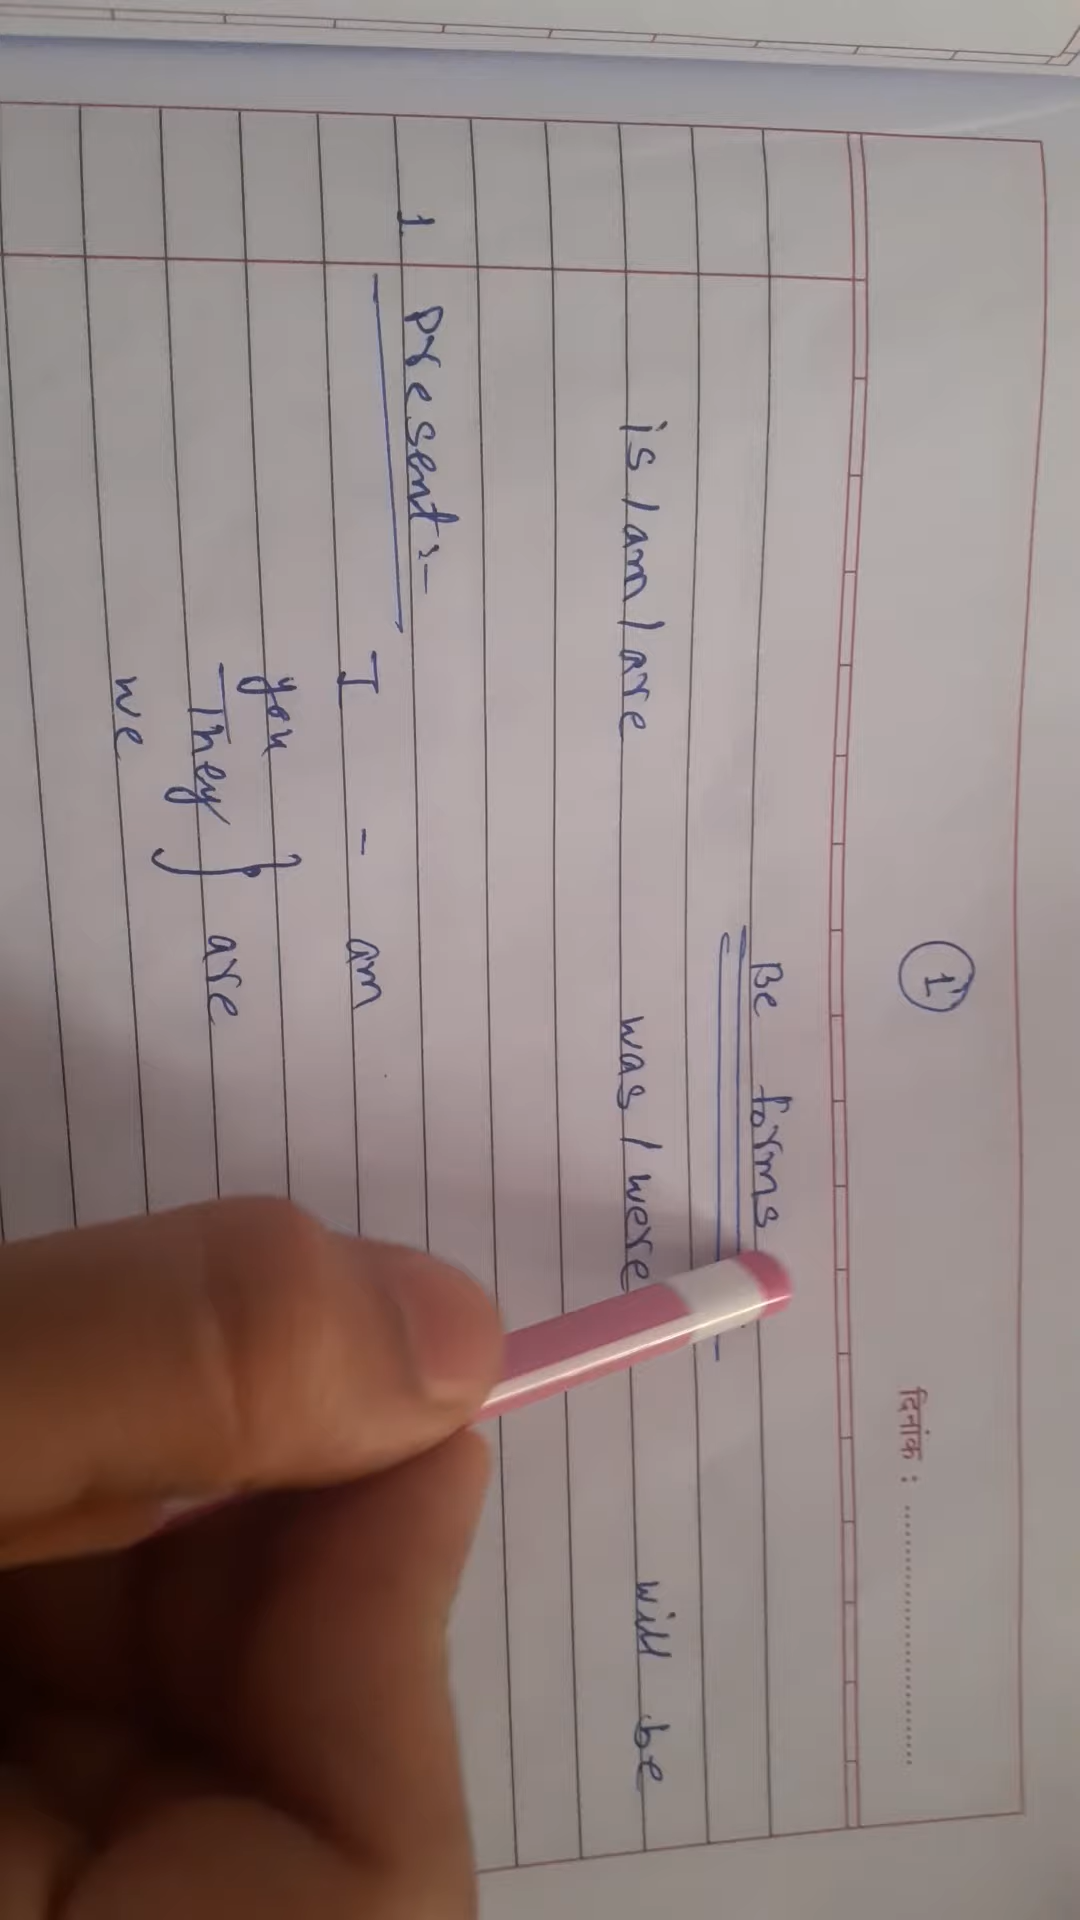 1
दिनांक : ........................
Be forms
is / am / are was / were will be
1 Present :-
I - am
you
They } are
we